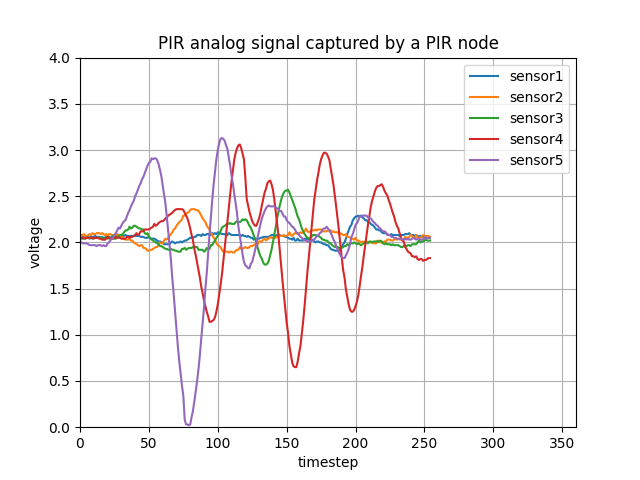 PIR analog signal captured by a PIR node
4.0
3.5
3.0
2.5
2.0
1.5
1.0
0.5
0.0
voltage
sensor1
sensor2
sensor3
sensor4
sensor5
0 50 100 150 200 250 300 350
timestep